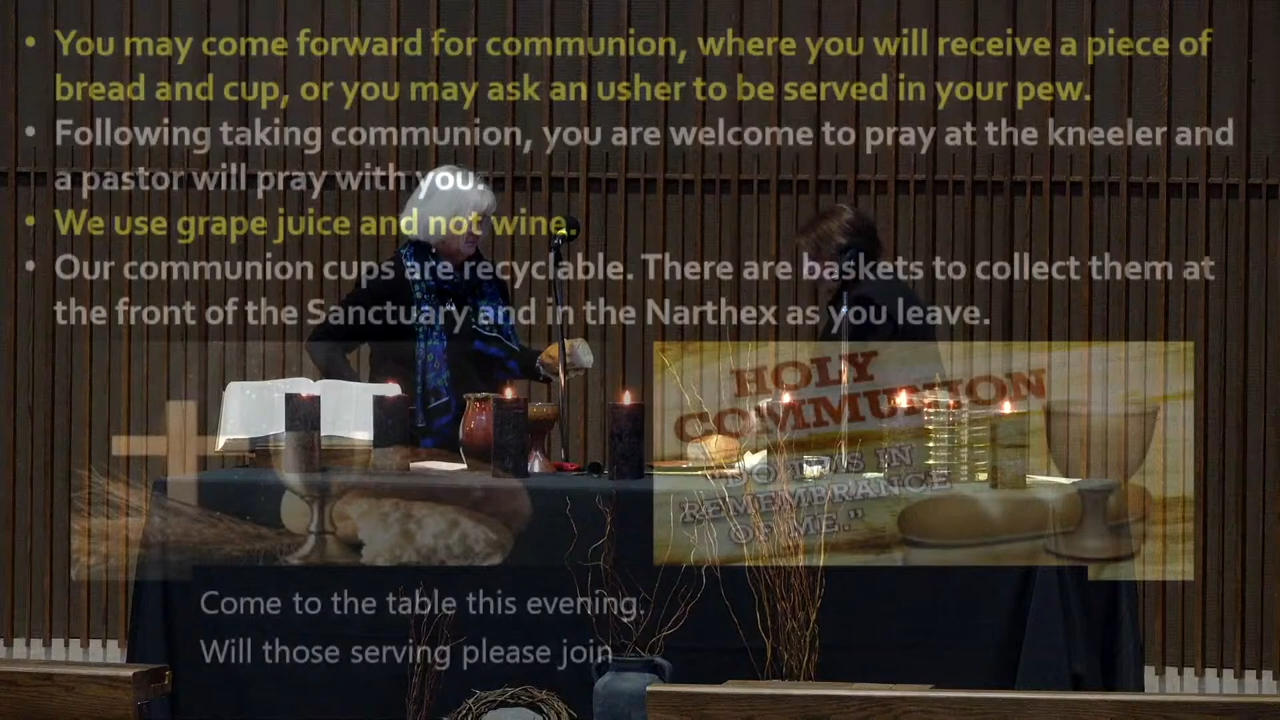 • You may come forward for communion, where you will receive a piece of
bread and cup, or you may ask an usher to be served in your pew.
• Following taking communion, you are welcome to pray at the kneeler and
a pastor will pray with you.
• We use grape juice and not wine.
• Our communion cups are recyclable. There are baskets to collect them at
the front of the Sanctuary and in the Narthex as you leave.
HOLY
COMMUNION
"DO THIS IN
REMEMBRANCE
OF ME."
Come to the table this evening.
Will those serving please join